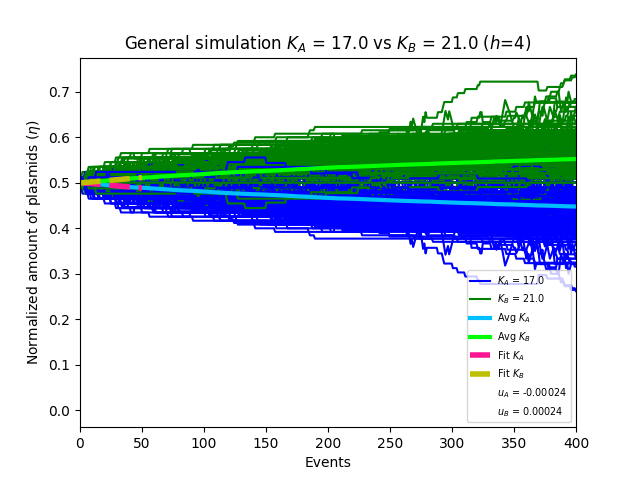 General simulation K_A = 17.0 vs K_B = 21.0 (h=4)
Normalized amount of plasmids (η)
0.7
0.6
0.5
0.4
0.3
0.2
0.1
0.0
K_A = 17.0
K_B = 21.0
Avg K_A
Avg K_B
Fit K_A
Fit K_B
u_A = -0.00024
u_B = 0.00024
0 50 100 150 200 250 300 350 400
Events